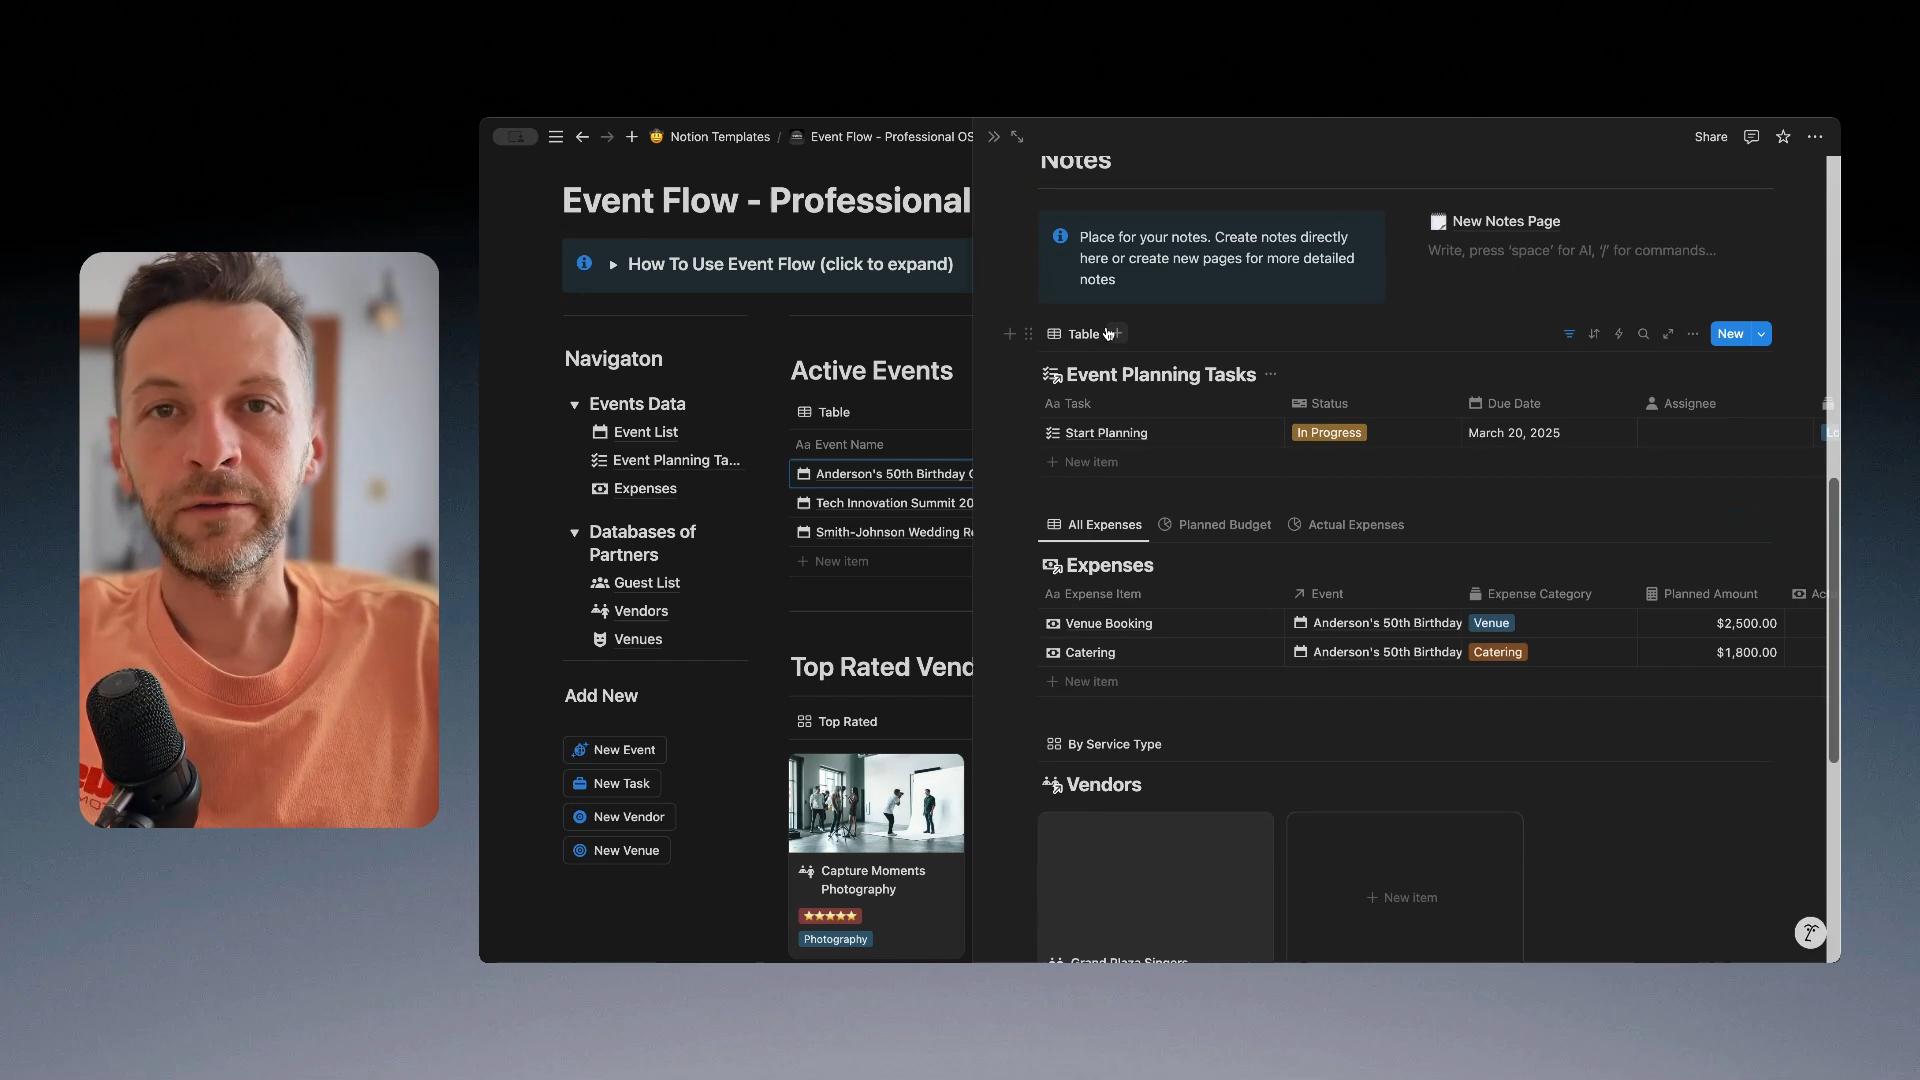 Notion Templates / Event Flow - Professional OS
Share
Event Flow - Professional
How To Use Event Flow (click to expand)
Navigaton
Events Data
Event List
Event Planning Ta...
Expenses
Databases of
Partners
Guest List
Vendors
Venues
Add New
New Event
New Task
New Vendor
New Venue
Active Events
Table
Aa Event Name
Anderson's 50th Birthday
Tech Innovation Summit 20
Smith-Johnson Wedding Re
+ New item
Top Rated Vend
Top Rated
Capture Moments
Photography
Photography
Notes
Place for your notes. Create notes directly
here or create new pages for more detailed
notes
New Notes Page
Write, press ‘space’ for AI, ‘/’ for commands...
Table
New
Event Planning Tasks ...
Aa Task Status Due Date Assignee
Start Planning In Progress March 20, 2025 Lo
+ New item
All Expenses Planned Budget Actual Expenses
Expenses
Aa Expense Item Event Expense Category Planned Amount Act
Venue Booking Anderson's 50th Birthday Venue $2,500.00
Catering Anderson's 50th Birthday Catering $1,800.00
+ New item
By Service Type
Vendors
+ New item
Grand Plaza Singers